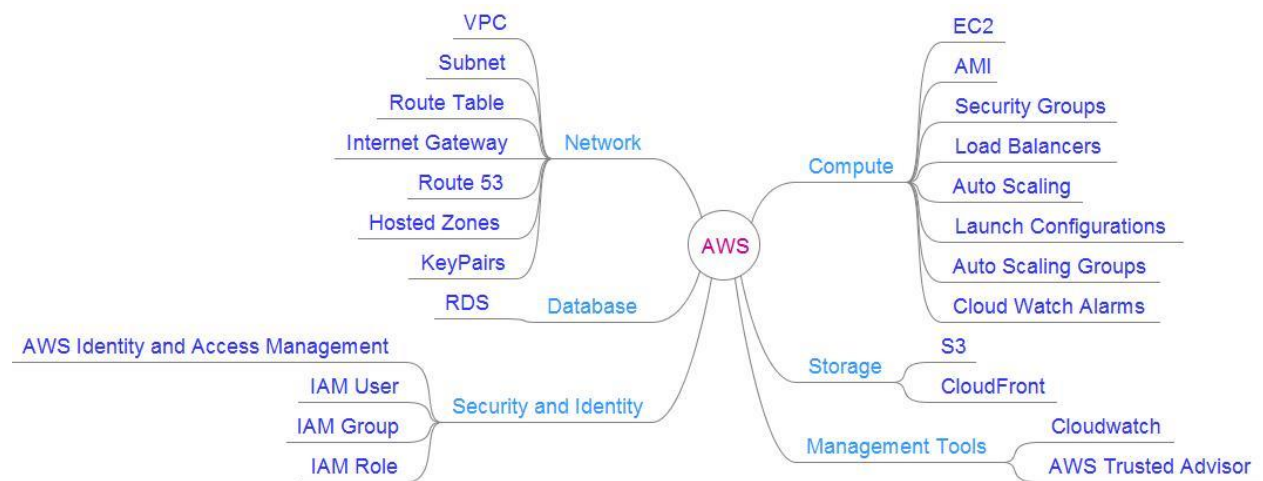 AWS
Network
VPC
Subnet
Route Table
Internet Gateway
Route 53
Hosted Zones
KeyPairs
Database
RDS
Security and Identity
AWS Identity and Access Management
IAM User
IAM Group
IAM Role
Compute
EC2
AMI
Security Groups
Load Balancers
Auto Scaling
Launch Configurations
Auto Scaling Groups
Cloud Watch Alarms
Storage
S3
CloudFront
Management Tools
Cloudwatch
AWS Trusted Advisor